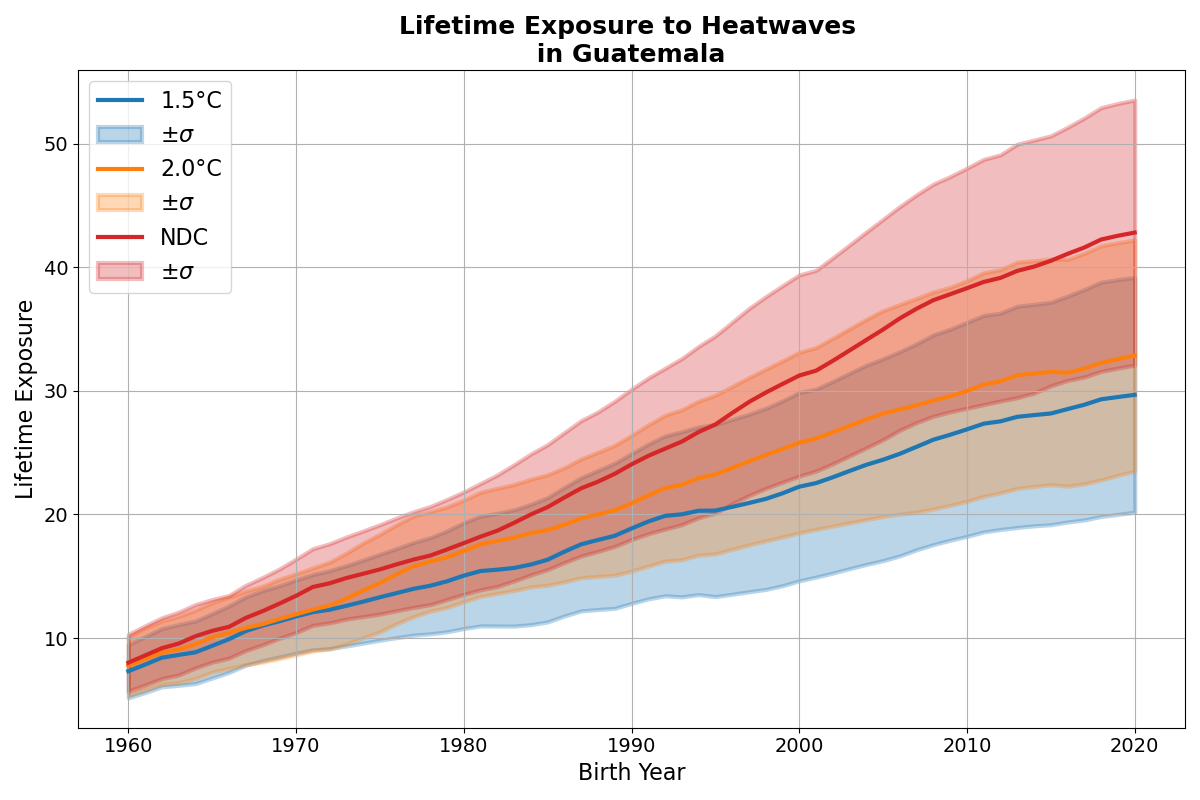 Lifetime Exposure to Heatwaves
in Guatemala
1.5°C
±σ
2.0°C
±σ
NDC
±σ
Lifetime Exposure
50
40
30
20
10
1960 1970 1980 1990 2000 2010 2020
Birth Year